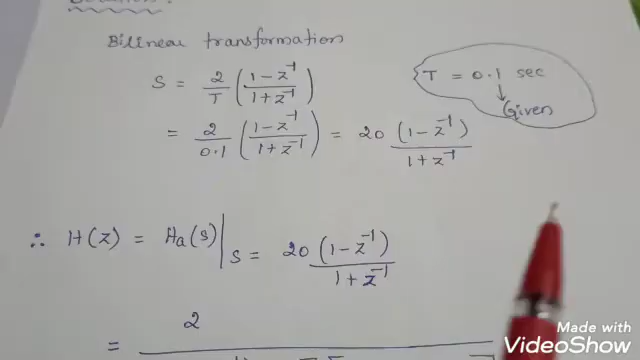 Solution :
Bilinear transformation
S = 2/T (1-z⁻¹ / 1+z⁻¹)
T = 0.1 sec
Given
= 2/0.1 (1-z⁻¹ / 1+z⁻¹) = 20 (1-z⁻¹) / 1+z⁻¹
∴ H(z) = Ha(s) | S = 20 (1-z⁻¹) / 1+z⁻¹
= 2
Made with
VideoShow